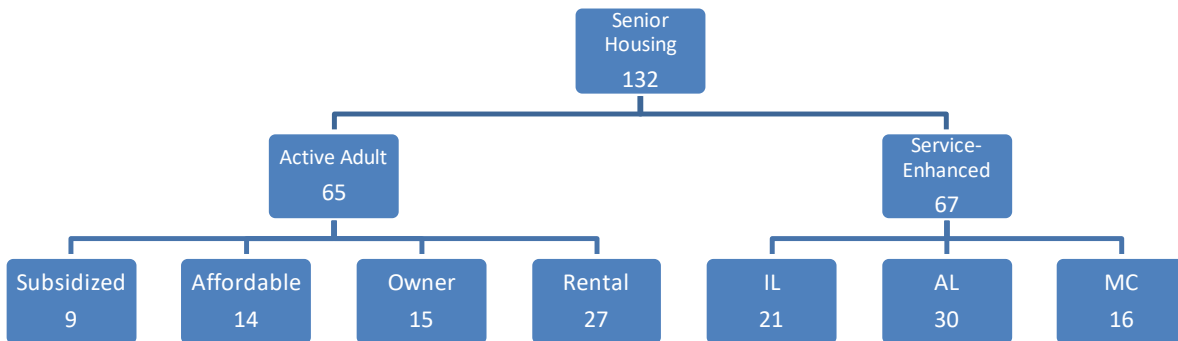 Senior
Housing
132
Active Adult
65
Service-
Enhanced
67
Subsidized
9
Affordable
14
Owner
15
Rental
27
IL
21
AL
30
MC
16